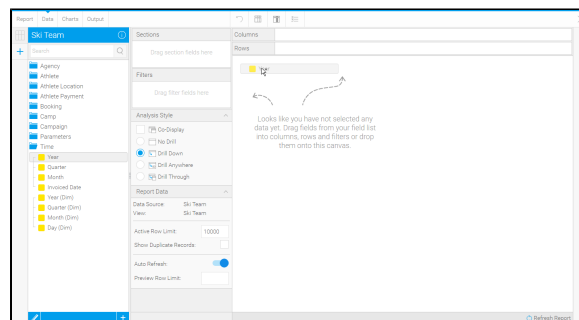 Report Data Charts Output
Ski Team
Search
Agency
Athlete
Athlete Location
Athlete Payment
Booking
Camp
Campaign
Parameters
Time
Year
Quarter
Month
Invoiced Date
Year (Dim)
Quarter (Dim)
Month (Dim)
Day (Dim)
Sections
Drag section fields here
Filters
Drag filter fields here
Analysis Style
Co-Display
No Drill
Drill Down
Drill Anywhere
Drill Through
Report Data
Data Source: Ski Team
View: Ski Team
Active Row Limit: 10000
Show Duplicate Records:
Auto Refresh:
Preview Row Limit:
Columns
Rows
Looks like you have not selected any
data yet. Drag fields from your field list
into columns, rows and filters or drop
them onto this canvas.
Refresh Report